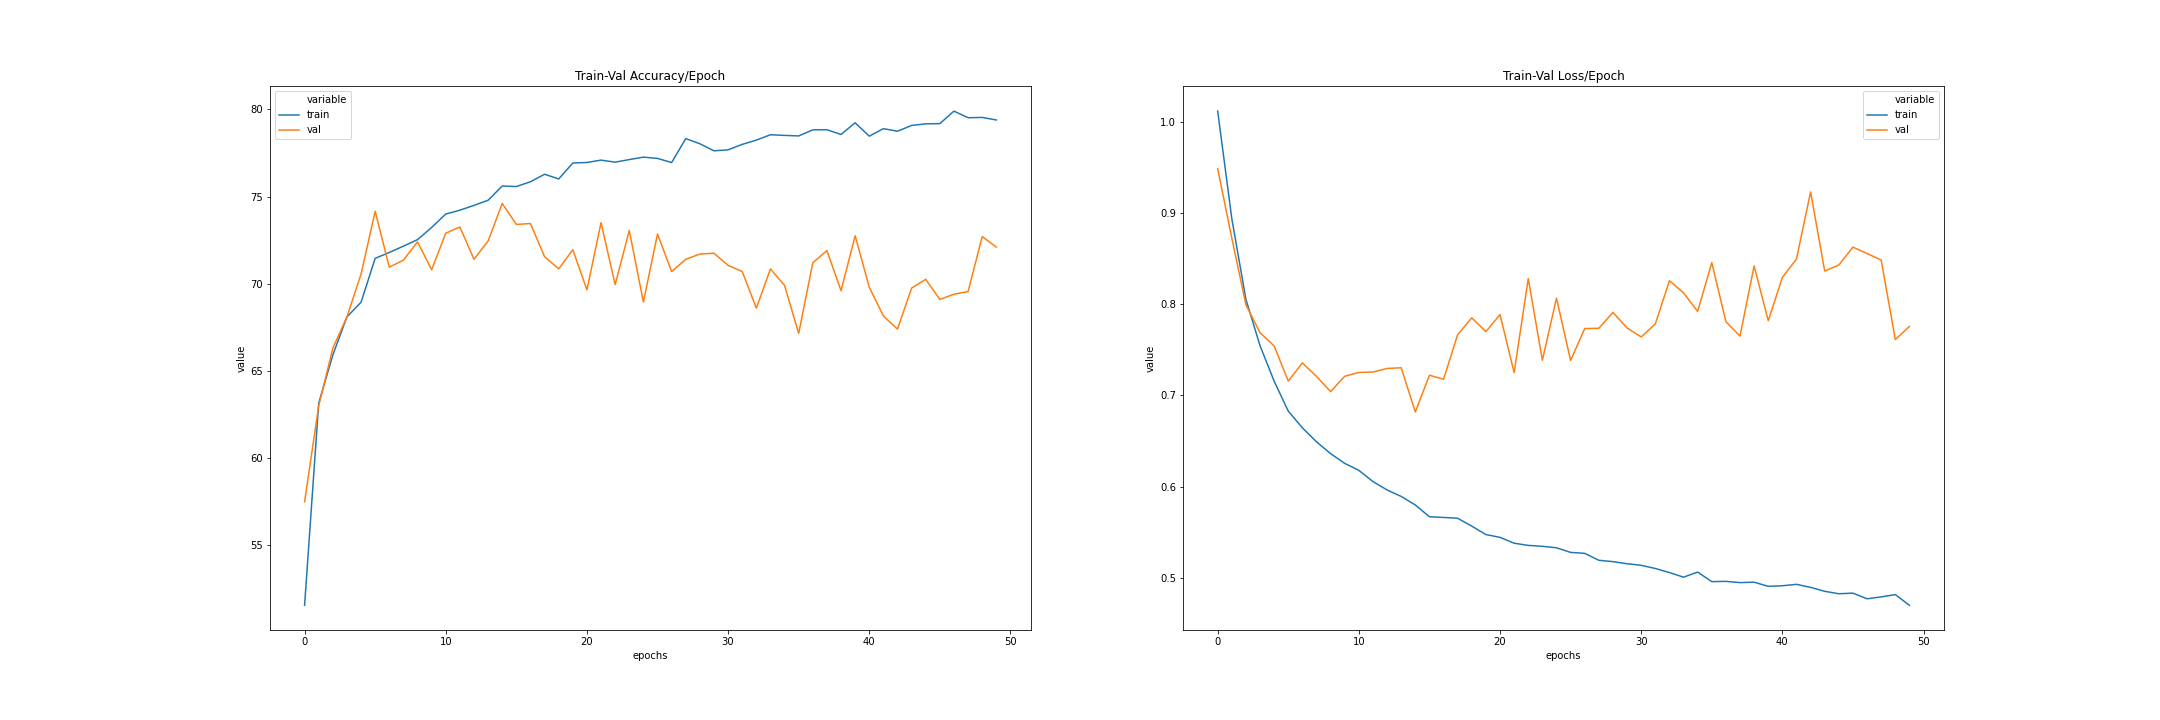 Train-Val Accuracy/Epoch
variable
train
val
80
75
70
65
60
55
value
0 10 20 30 40 50
epochs
Train-Val Loss/Epoch
variable
train
val
1.0
0.9
0.8
0.7
0.6
0.5
value
0 10 20 30 40 50
epochs